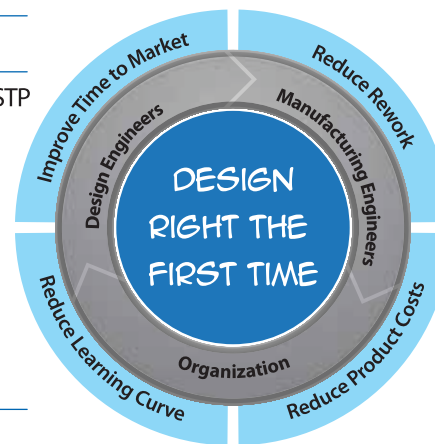 STP
Improve Time to Market
Reduce Rework
Design Engineers
Manufacturing Engineers
DESIGN
RIGHT THE
FIRST TIME
Organization
Reduce Learning Curve
Reduce Product Costs